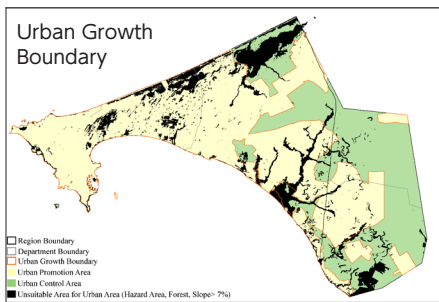 Urban Growth
Boundary
Region Boundary
Department Boundary
Urban Growth Boundary
Urban Promotion Area
Urban Control Area
Unsuitable Area for Urban Area (Hazard Area, Forest, Slope> 7%)